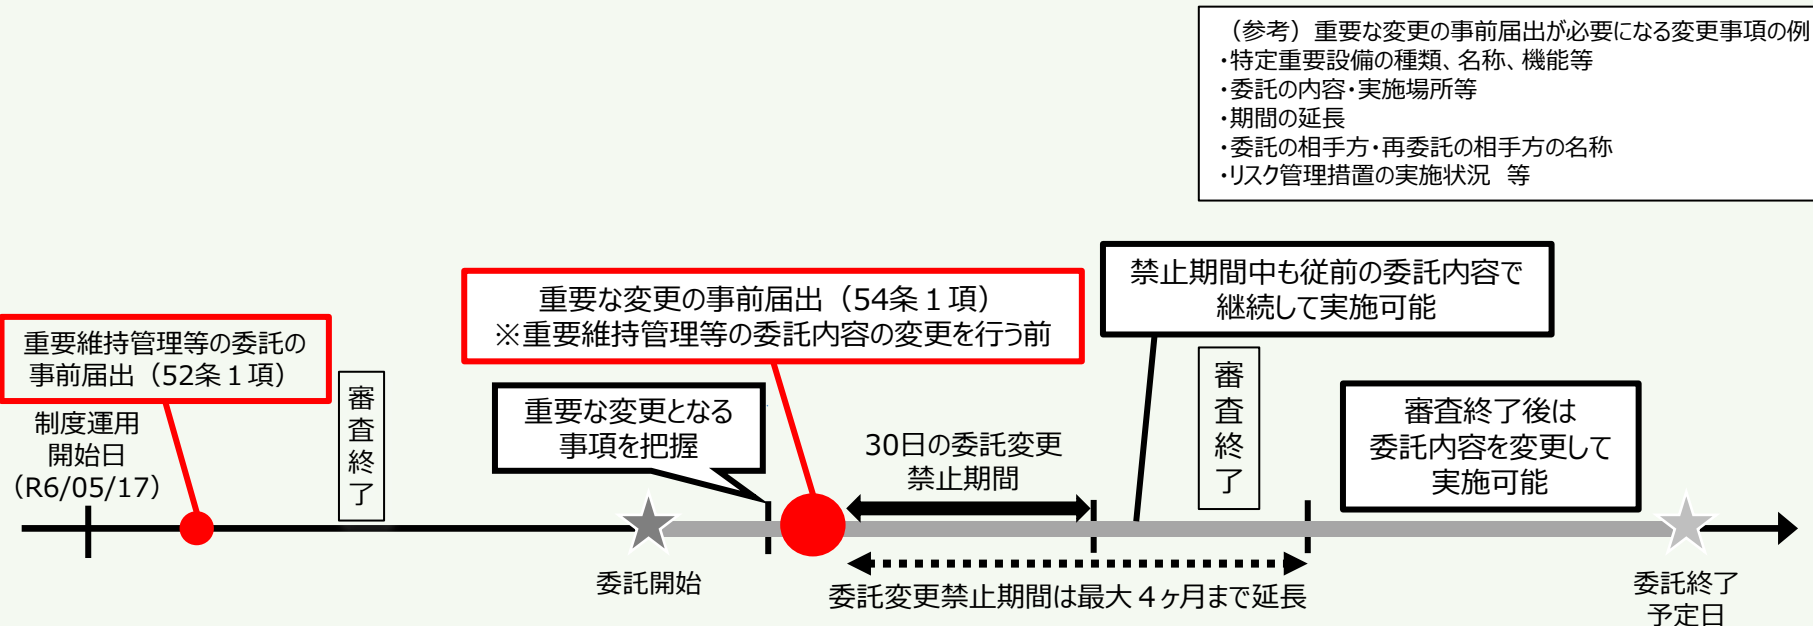 （参考）重要な変更の事前届出が必要になる変更事項の例
・特定重要設備の種類、名称、機能等
・委託の内容・実施場所等
・期間の延長
・委託の相手方・再委託の相手方の名称
・リスク管理措置の実施状況　等
重要維持管理等の委託の
事前届出（52条１項）
制度運用
開始日
（R6/05/17）
審査終了
重要な変更の事前届出（54条１項）
※重要維持管理等の委託内容の変更を行う前
重要な変更となる
事項を把握
禁止期間中も従前の委託内容で
継続して実施可能
30日の委託変更
禁止期間
審査終了
審査終了後は
委託内容を変更して
実施可能
委託開始
委託変更禁止期間は最大４ヶ月まで延長
委託終了
予定日